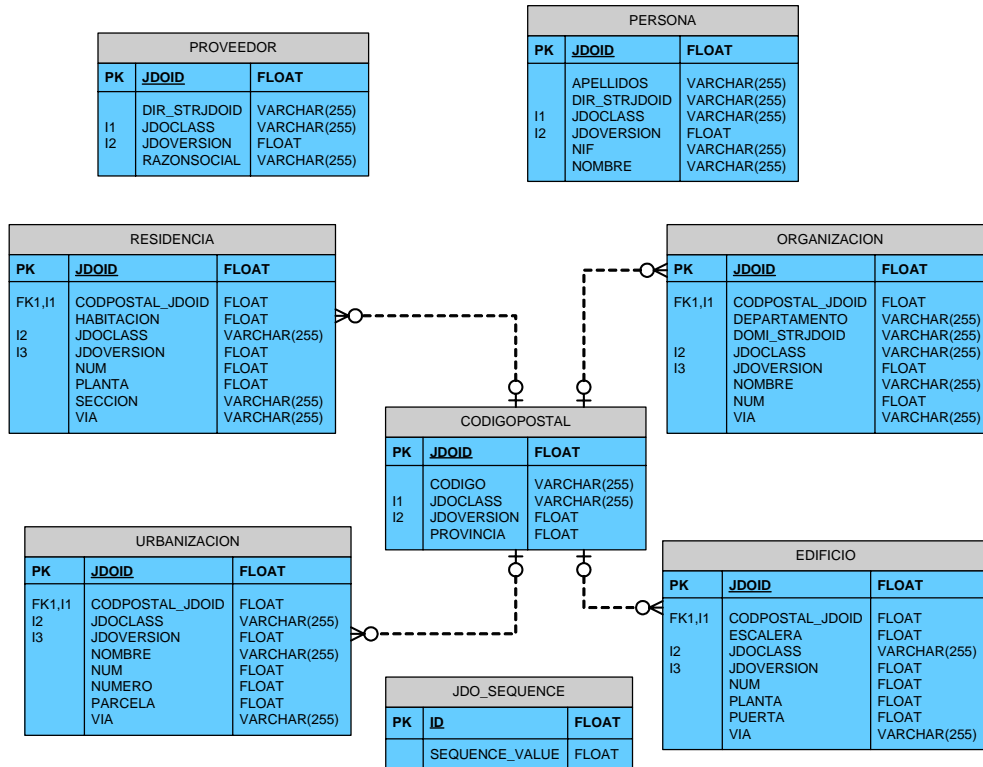 PROVEEDOR
PK JDOID FLOAT
DIR_STRJDOID VARCHAR(255)
I1 JDOCLASS VARCHAR(255)
I2 JDOVERSION FLOAT
RAZONSOCIAL VARCHAR(255)
PERSONA
PK JDOID FLOAT
APELLIDOS VARCHAR(255)
DIR_STRJDOID VARCHAR(255)
I1 JDOCLASS VARCHAR(255)
I2 JDOVERSION FLOAT
NIF VARCHAR(255)
NOMBRE VARCHAR(255)
RESIDENCIA
PK JDOID FLOAT
FK1,I1 CODPOSTAL_JDOID FLOAT
HABITACION FLOAT
I2 JDOCLASS VARCHAR(255)
I3 JDOVERSION FLOAT
NUM FLOAT
PLANTA FLOAT
SECCION VARCHAR(255)
VIA VARCHAR(255)
ORGANIZACION
PK JDOID FLOAT
FK1,I1 CODPOSTAL_JDOID FLOAT
DEPARTAMENTO VARCHAR(255)
DOMI_STRJDOID VARCHAR(255)
I2 JDOCLASS VARCHAR(255)
I3 JDOVERSION FLOAT
NOMBRE VARCHAR(255)
NUM FLOAT
VIA VARCHAR(255)
CODIGOPOSTAL
PK JDOID FLOAT
CODIGO VARCHAR(255)
I1 JDOCLASS VARCHAR(255)
I2 JDOVERSION FLOAT
PROVINCIA FLOAT
URBANIZACION
PK JDOID FLOAT
FK1,I1 CODPOSTAL_JDOID FLOAT
I2 JDOCLASS VARCHAR(255)
I3 JDOVERSION FLOAT
NOMBRE VARCHAR(255)
NUM FLOAT
NUMERO FLOAT
PARCELA FLOAT
VIA VARCHAR(255)
EDIFICIO
PK JDOID FLOAT
FK1,I1 CODPOSTAL_JDOID FLOAT
ESCALERA FLOAT
I2 JDOCLASS VARCHAR(255)
I3 JDOVERSION FLOAT
NUM FLOAT
PLANTA FLOAT
PUERTA FLOAT
VIA VARCHAR(255)
JDO_SEQUENCE
PK ID FLOAT
SEQUENCE_VALUE FLOAT